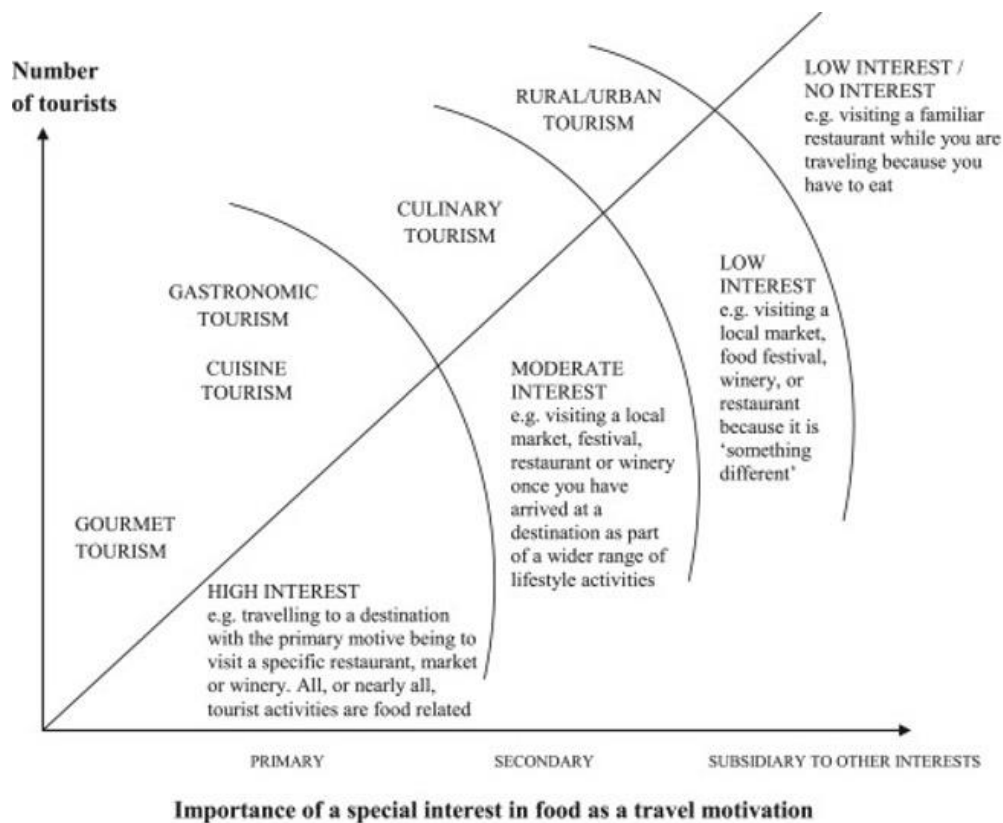 Number
of tourists
RURAL/URBAN
TOURISM
LOW INTEREST /
NO INTEREST
e.g. visiting a familiar
restaurant while you are
traveling because you
have to eat
CULINARY
TOURISM
GASTRONOMIC
TOURISM
CUISINE
TOURISM
LOW
INTEREST
e.g. visiting a
local market,
food festival,
winery, or
restaurant
because it is
‘something
different’
MODERATE
INTEREST
e.g. visiting a local
market, festival,
restaurant or winery
once you have
arrived at a
destination as part
of a wider range of
lifestyle activities
GOURMET
TOURISM
HIGH INTEREST
e.g. travelling to a destination
with the primary motive being to
visit a specific restaurant, market
or winery. All, or nearly all,
tourist activities are food related
PRIMARY
SECONDARY
SUBSIDIARY TO OTHER INTERESTS
Importance of a special interest in food as a travel motivation